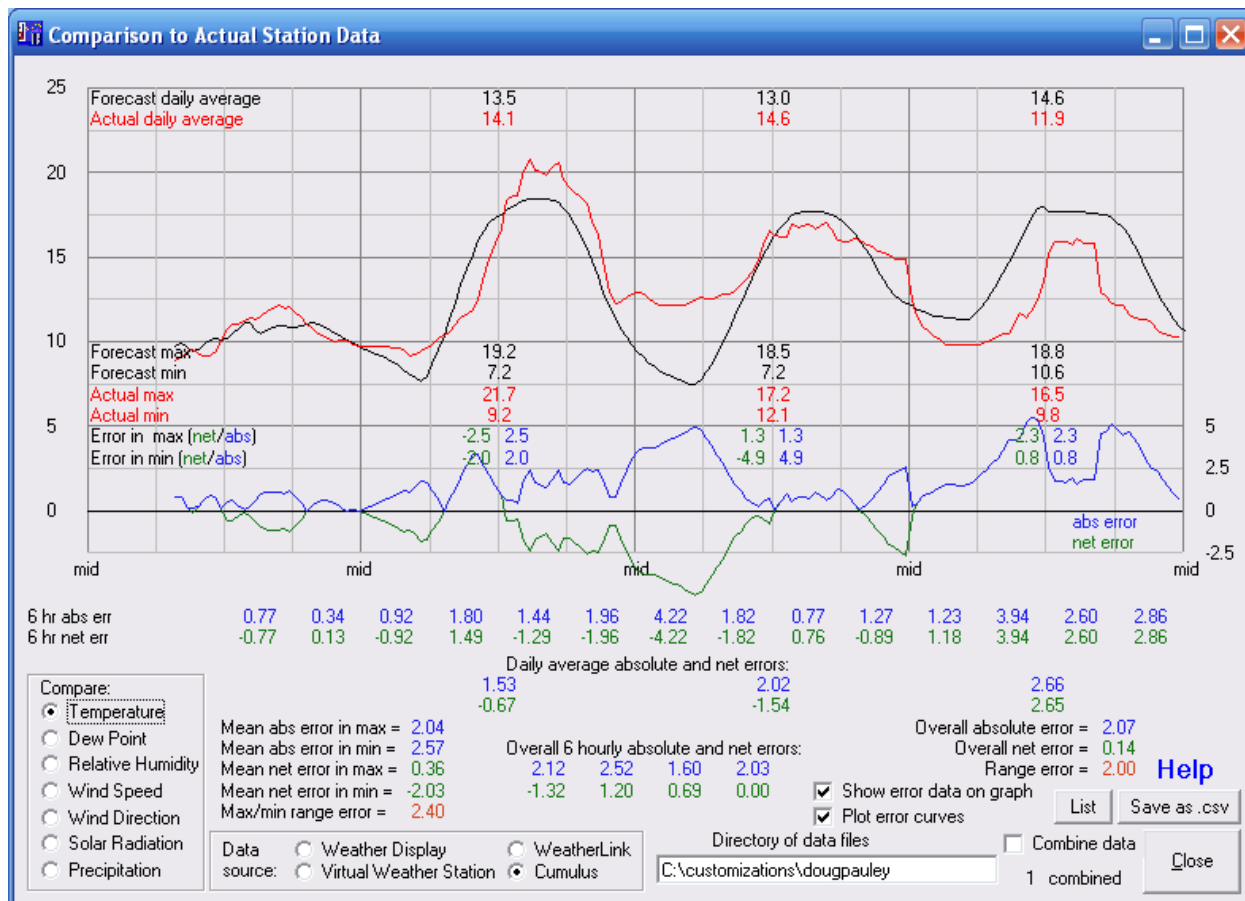 Comparison to Actual Station Data
25
Forecast daily average 13.5 13.0 14.6
Actual daily average 14.1 14.6 11.9
20
15
10
Forecast max 19.2 18.5 18.8
Forecast min 7.2 7.2 10.6
Actual max 21.7 17.2 16.5
Actual min 9.2 12.1 9.8
5 5
Error in max (net/abs) -2.5 2.5 1.3 1.3 2.3 2.3
Error in min (net/abs) -2.0 2.0 -4.9 4.9 0.8 0.8
2.5
0 0
abs error
net error
-2.5
mid mid mid mid mid
6 hr abs err 0.77 0.34 0.92 1.80 1.44 1.96 4.22 1.82 0.77 1.27 1.23 3.94 2.60 2.86
6 hr net err -0.77 0.13 -0.92 1.49 -1.29 -1.96 -4.22 -1.82 0.76 -0.89 1.18 3.94 2.60 2.86
Daily average absolute and net errors:
1.53 2.02 2.66
-0.67 -1.54 2.65
Compare:
Temperature
Dew Point
Relative Humidity
Wind Speed
Wind Direction
Solar Radiation
Precipitation
Mean abs error in max = 2.04
Mean abs error in min = 2.57
Mean net error in max = 0.36
Mean net error in min = -2.03
Max/min range error = 2.40
Overall 6 hourly absolute and net errors:
2.12 2.52 1.60 2.03
-1.32 1.20 0.69 0.00
Overall absolute error = 2.07
Overall net error = 0.14
Range error = 2.00
Help
Show error data on graph
Plot error curves
List
Save as .csv
Data source:
Weather Display
WeatherLink
Virtual Weather Station
Cumulus
Directory of data files
C:\customizations\dougpauley
Combine data
1 combined
Close